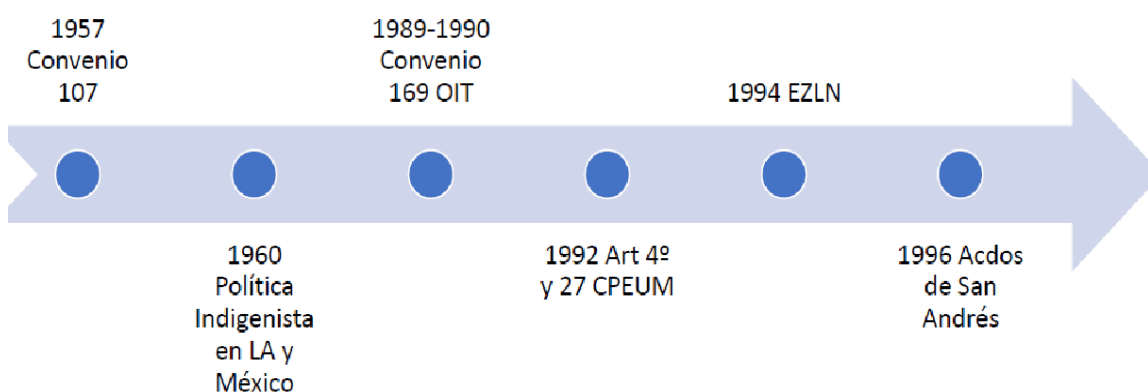 1957
Convenio
107
1960
Política
Indigenista
en LA y
México
1989-1990
Convenio
169 OIT
1992 Art 4º
y 27 CPEUM
1994 EZLN
1996 Acdos
de San
Andrés